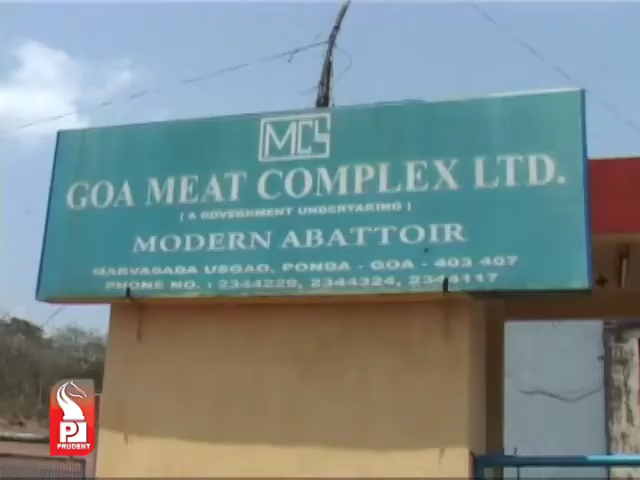 MCL
GOA MEAT COMPLEX LTD.
( A GOVERNMENT UNDERTAKING )
MODERN ABATTOIR
USGAO, PONDA - GOA - 403 407
PHONE NO. : 2344229, 2344324, 2344117
P
PRUDENT